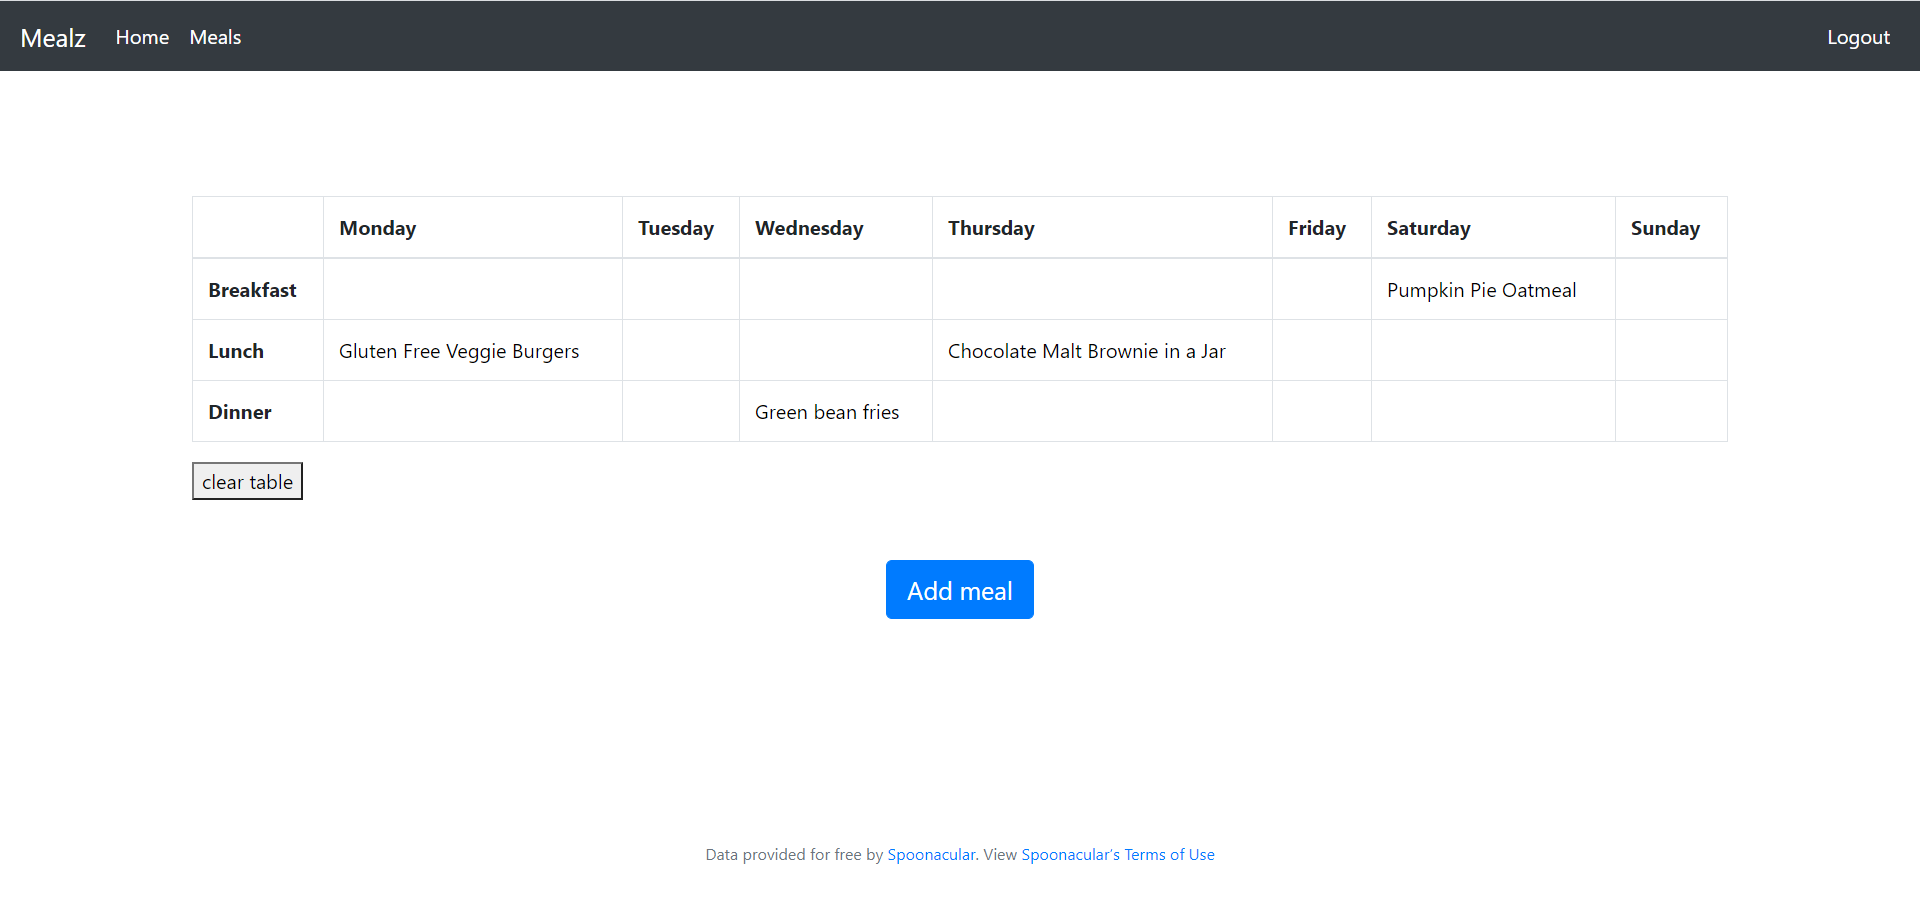 Mealz Home Meals Logout
Monday Tuesday Wednesday Thursday Friday Saturday Sunday
Breakfast Pumpkin Pie Oatmeal
Lunch Gluten Free Veggie Burgers Chocolate Malt Brownie in a Jar
Dinner Green bean fries
clear table
Add meal
Data provided for free by Spoonacular. View Spoonacular’s Terms of Use